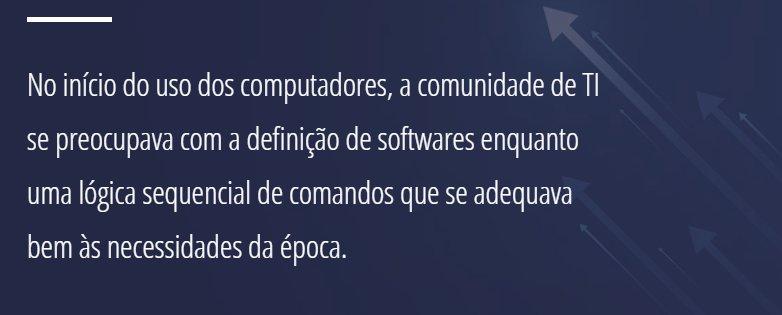 No início do uso dos computadores, a comunidade de TI
se preocupava com a definição de softwares enquanto
uma lógica sequencial de comandos que se adequava
bem às necessidades da época.